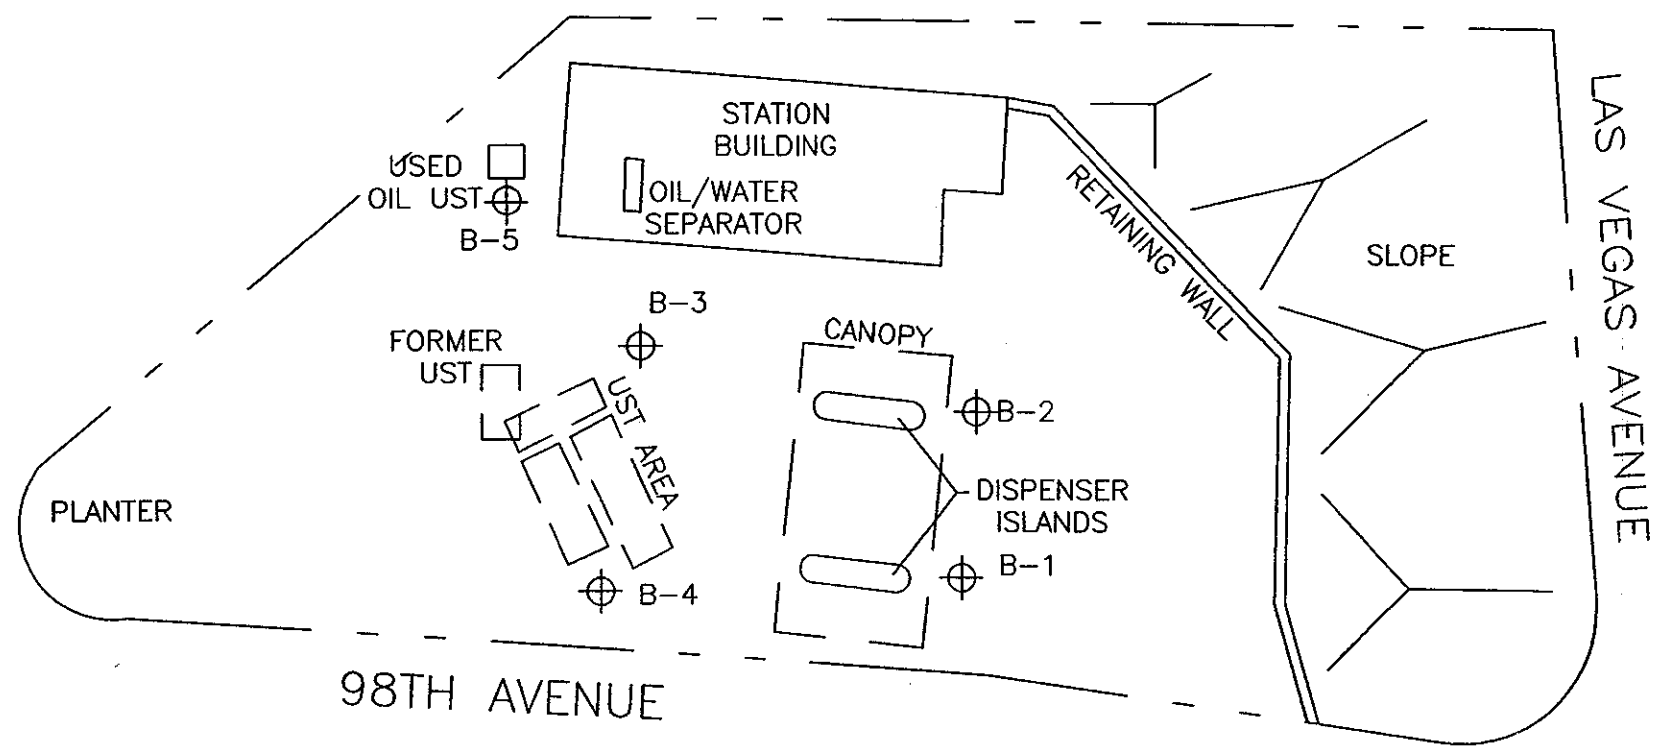 STATION
BUILDING
LAS VEGAS AVENUE
USED
OIL UST
OIL/WATER
SEPARATOR
B-5
RETAINING WALL
SLOPE
B-3
FORMER
UST
CANOPY
UST AREA
B-2
PLANTER
DISPENSER
ISLANDS
B-1
B-4
98TH AVENUE